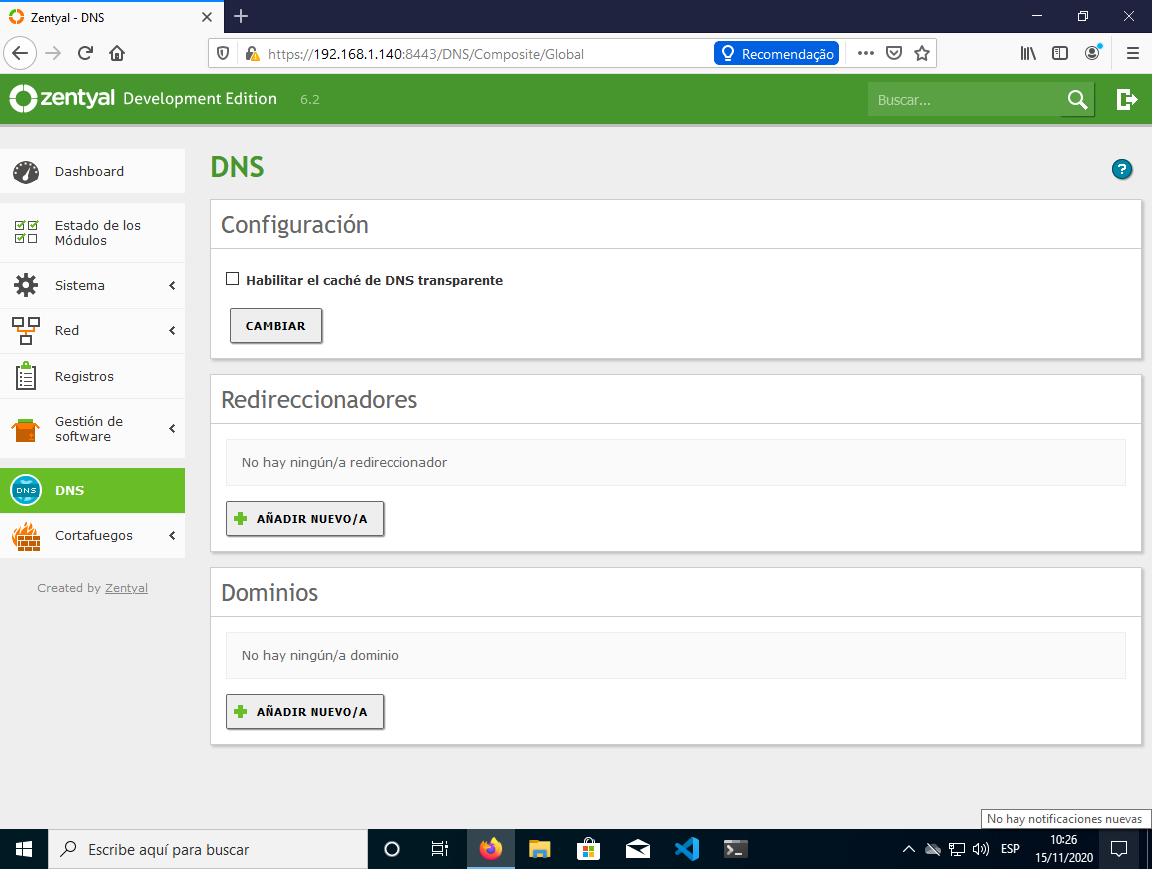 Zentyal - DNS
https://192.168.1.140:8443/DNS/Composite/Global
Recomendação
zentyal Development Edition 6.2
Buscar...
Dashboard
Estado de los
Módulos
Sistema
Red
Registros
Gestión de
software
DNS
DNS
Cortafuegos
Created by Zentyal
DNS
?
Configuración
Habilitar el caché de DNS transparente
CAMBIAR
Redireccionadores
No hay ningún/a redireccionador
AÑADIR NUEVO/A
Dominios
No hay ningún/a dominio
AÑADIR NUEVO/A
No hay notificaciones nuevas
Escribe aquí para buscar
ESP
10:26
15/11/2020